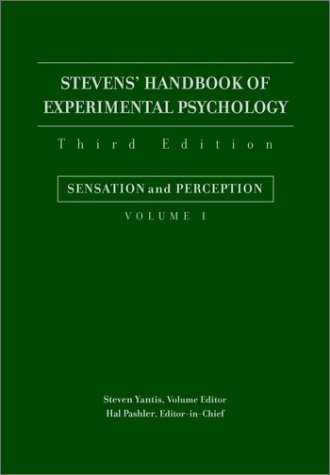 STEVENS' HANDBOOK OF
EXPERIMENTAL PSYCHOLOGY
Third Edition
SENSATION and PERCEPTION
VOLUME 1
Steven Yantis, Volume Editor
Hal Pashler, Editor-in-Chief